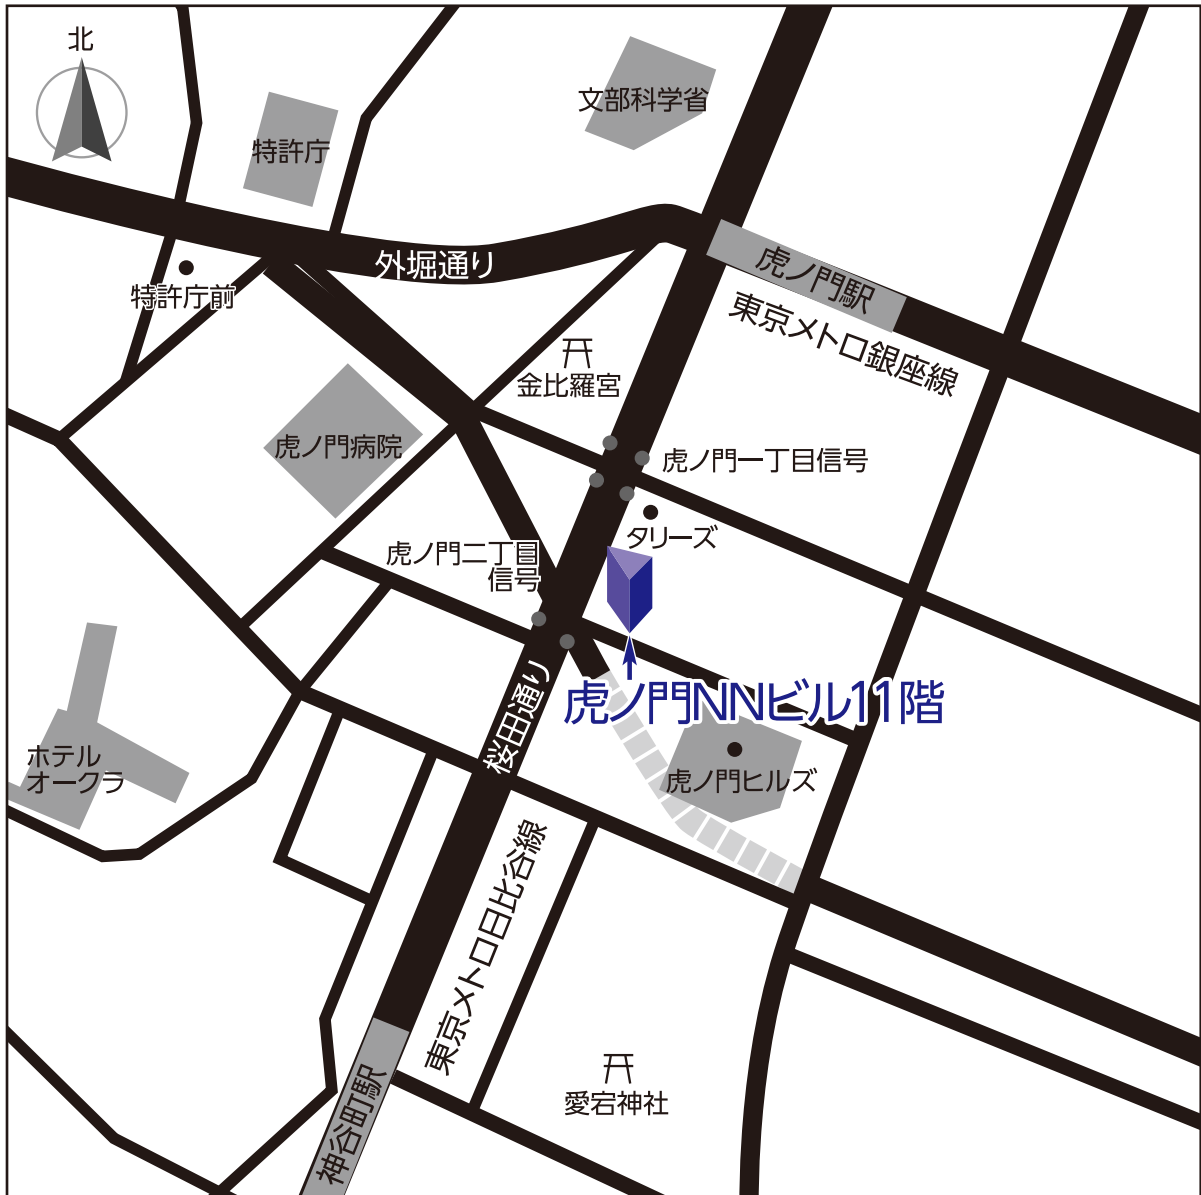 北
文部科学省
特許庁
外堀通り
虎ノ門駅
特許庁前
東京メトロ銀座線
金比羅宮
虎ノ門病院
虎ノ門一丁目信号
タリーズ
虎ノ門二丁目
信号
虎ノ門NNビル11階
桜田通り
ホテル
オークラ
虎ノ門ヒルズ
東京メトロ日比谷線
愛宕神社
神谷町駅